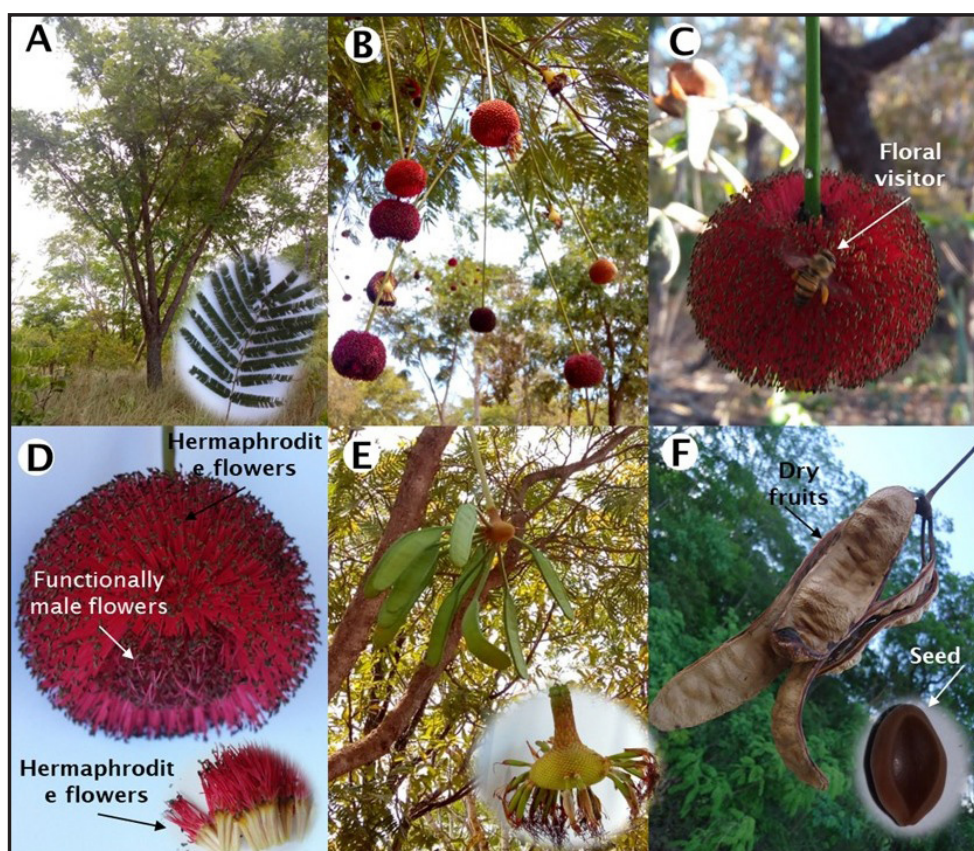 A
B
C
Floral
visitor
D
Hermaphrodit
e flowers
Functionally
male flowers
Hermaphrodit
e flowers
E
F
Dry
fruits
Seed